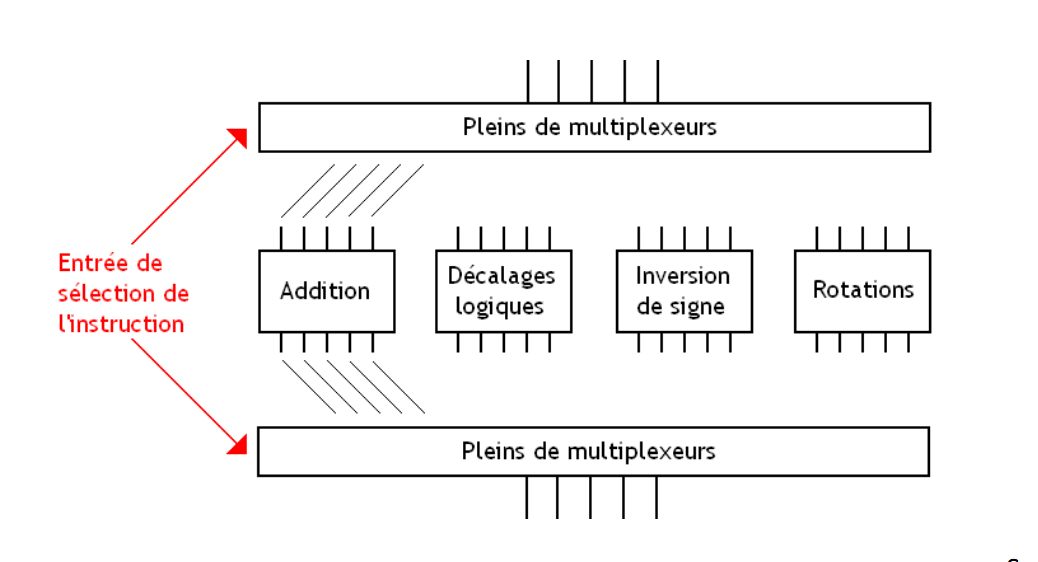 Pleins de multiplexeurs
Entrée de
sélection de
l'instruction
Addition
Décalages
logiques
Inversion
de signe
Rotations
Pleins de multiplexeurs